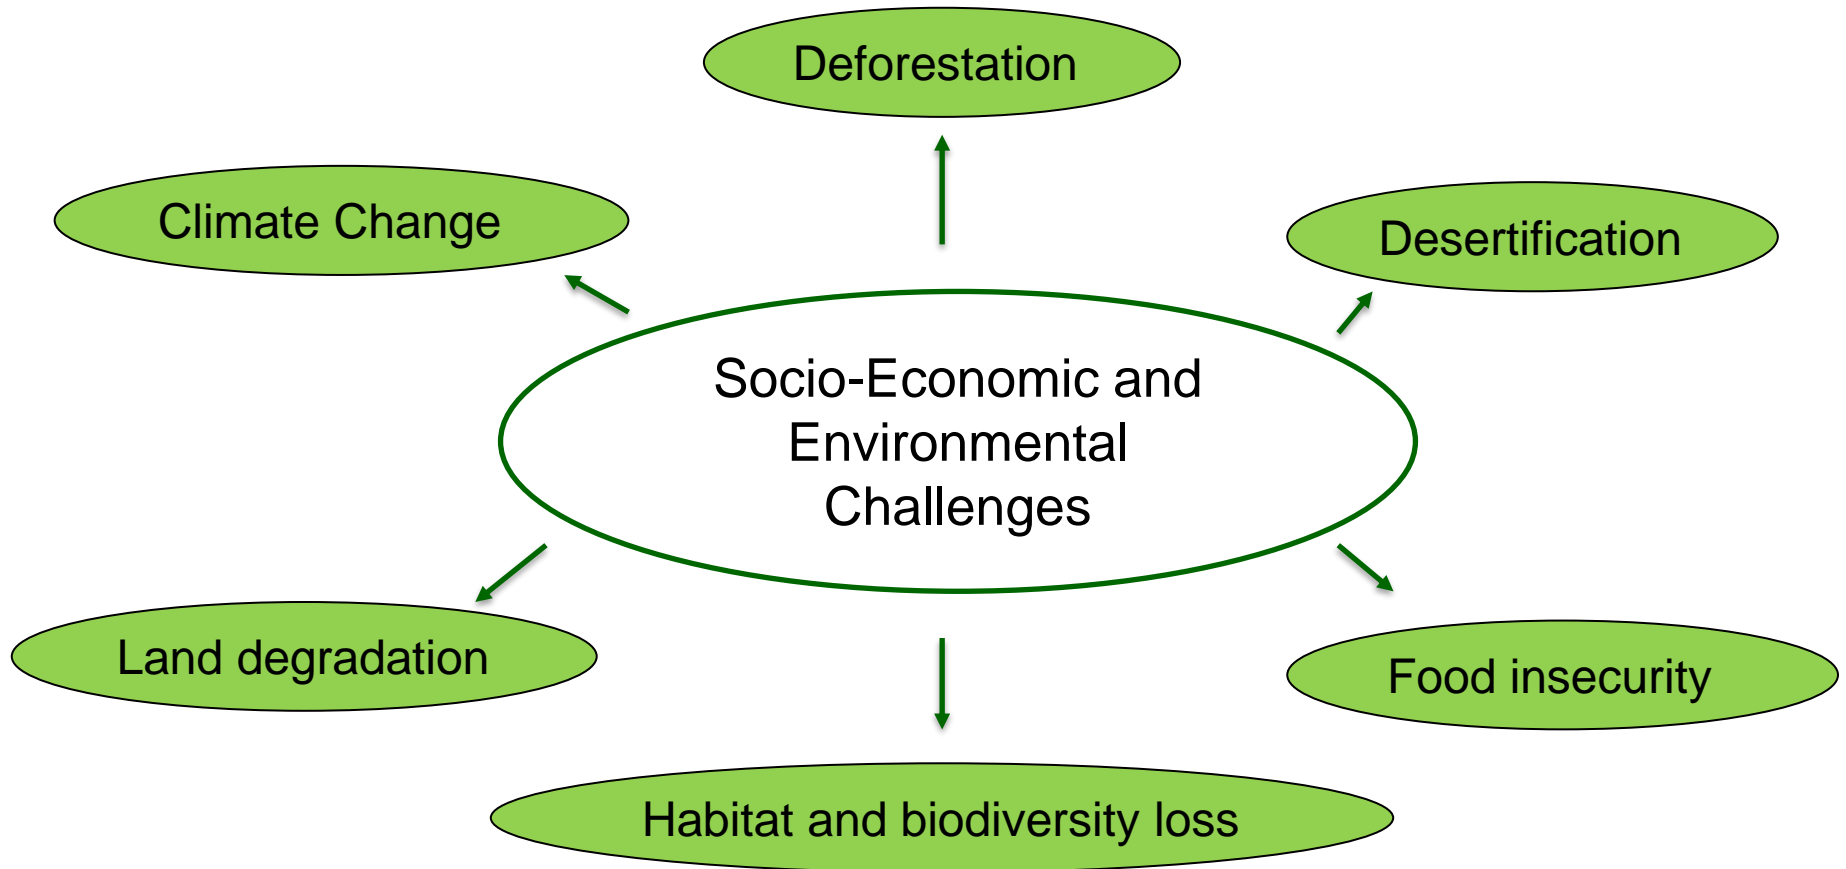 Deforestation
Climate Change
Desertification
Socio-Economic and
Environmental
Challenges
Land degradation
Food insecurity
Habitat and biodiversity loss